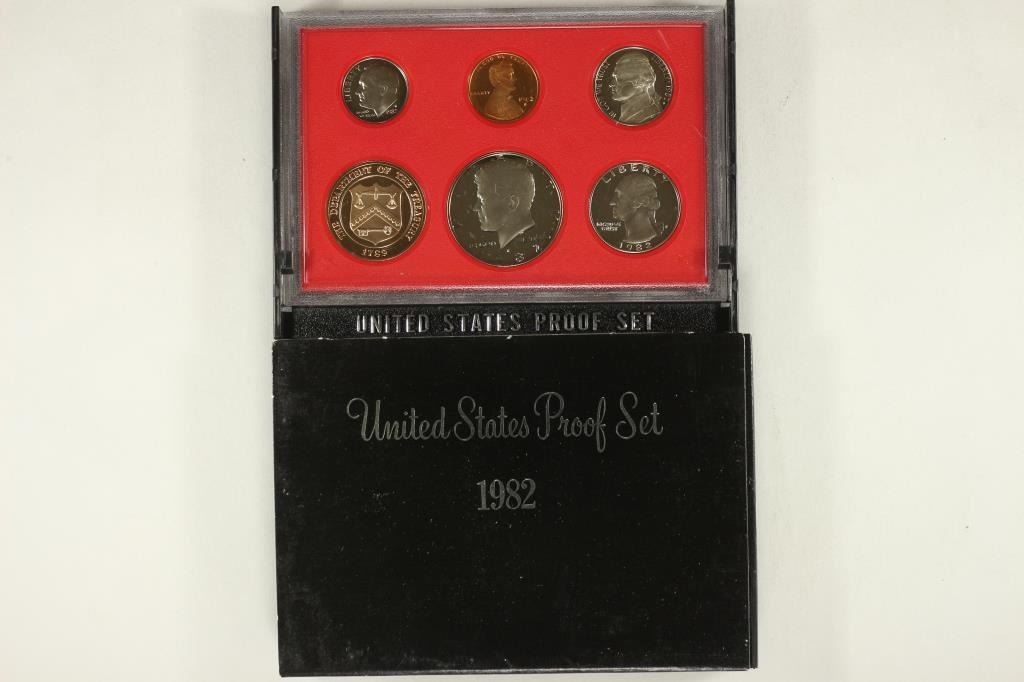 LIBERTY
THE DEPARTMENT OF THE TREASURY
1789
LIBERTY
1982
UNITED STATES PROOF SET
United States Proof Set
1982